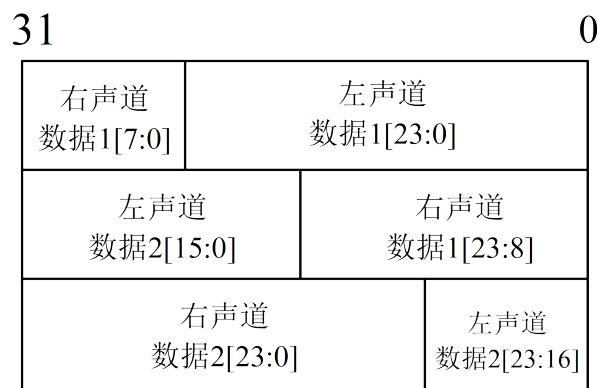 31 0
右声道
数据1[7:0]
左声道
数据1[23:0]
左声道
数据2[15:0]
右声道
数据1[23:8]
右声道
数据2[23:0]
左声道
数据2[23:16]